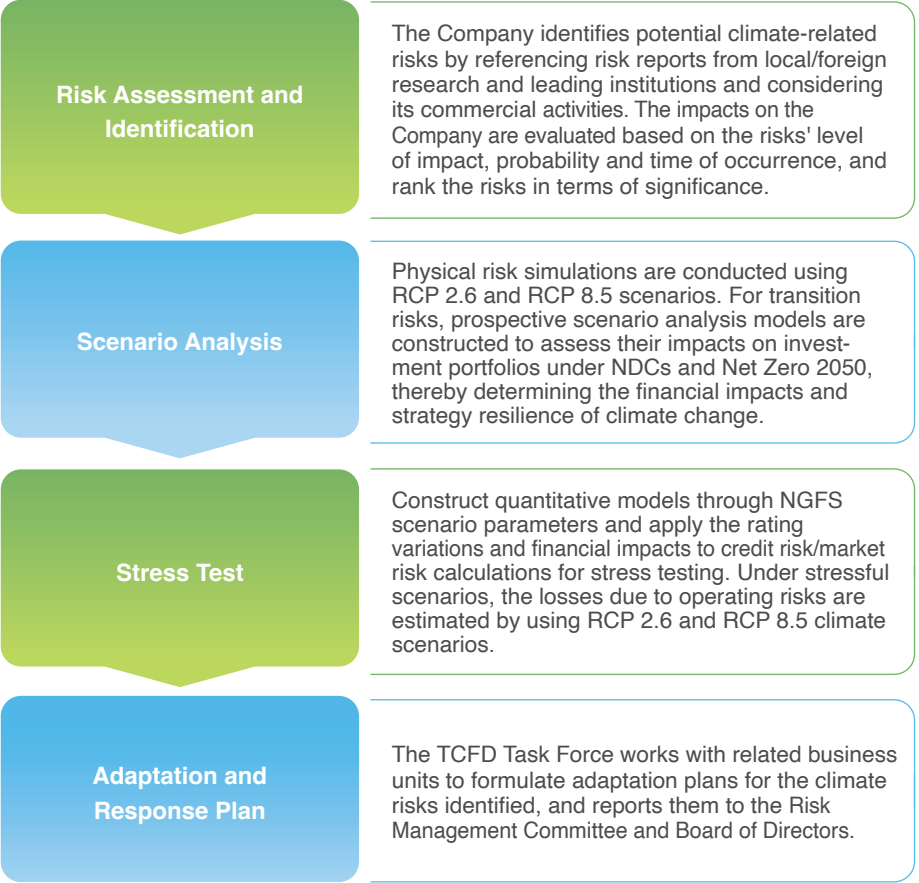 Risk Assessment and
Identification
The Company identifies potential climate-related
risks by referencing risk reports from local/foreign
research and leading institutions and considering
its commercial activities. The impacts on the
Company are evaluated based on the risks' level
of impact, probability and time of occurrence, and
rank the risks in terms of significance.
Scenario Analysis
Physical risk simulations are conducted using
RCP 2.6 and RCP 8.5 scenarios. For transition
risks, prospective scenario analysis models are
constructed to assess their impacts on invest-
ment portfolios under NDCs and Net Zero 2050,
thereby determining the financial impacts and
strategy resilience of climate change.
Stress Test
Construct quantitative models through NGFS
scenario parameters and apply the rating
variations and financial impacts to credit risk/market
risk calculations for stress testing. Under stressful
scenarios, the losses due to operating risks are
estimated by using RCP 2.6 and RCP 8.5 climate
scenarios.
Adaptation and
Response Plan
The TCFD Task Force works with related business
units to formulate adaptation plans for the climate
risks identified, and reports them to the Risk
Management Committee and Board of Directors.